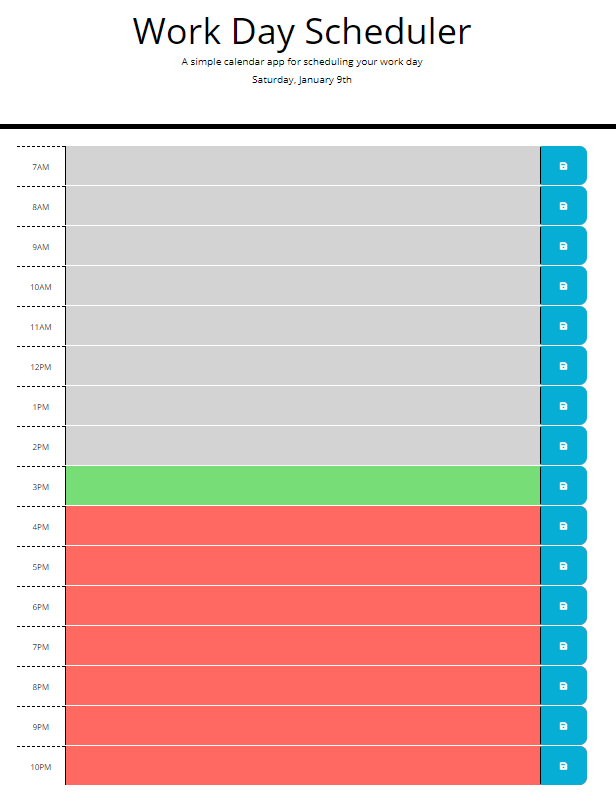 Work Day Scheduler
A simple calendar app for scheduling your work day
Saturday, January 9th
7AM
8AM
9AM
10AM
11AM
12PM
1PM
2PM
3PM
4PM
5PM
6PM
7PM
8PM
9PM
10PM